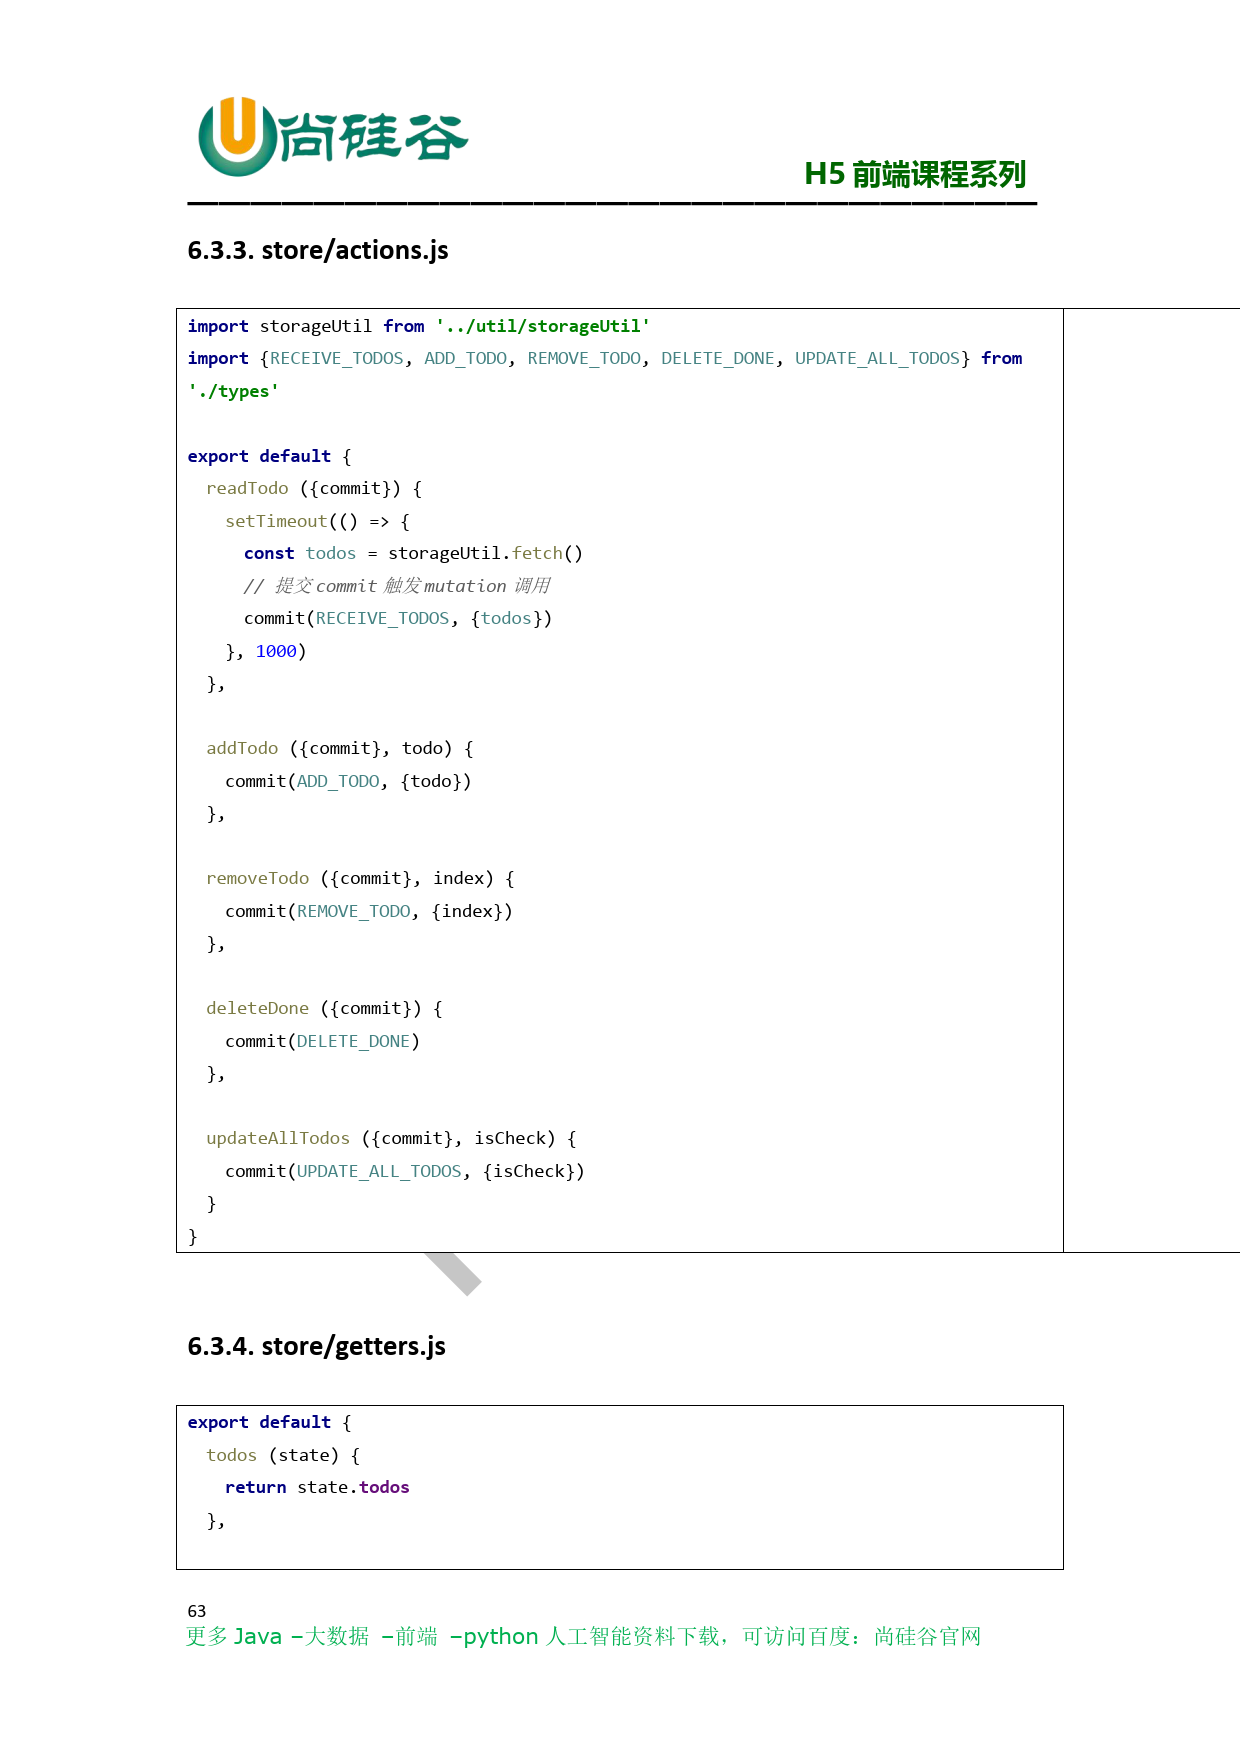 尚硅谷
H5 前端课程系列
6.3.3. store/actions.js
import storageUtil from '../util/storageUtil'
import {RECEIVE_TODOS, ADD_TODO, REMOVE_TODO, DELETE_DONE, UPDATE_ALL_TODOS} from
'./types'
export default {
readTodo ({commit}) {
setTimeout(() => {
const todos = storageUtil.fetch()
// 提交 commit 触发 mutation 调用
commit(RECEIVE_TODOS, {todos})
}, 1000)
},
addTodo ({commit}, todo) {
commit(ADD_TODO, {todo})
},
removeTodo ({commit}, index) {
commit(REMOVE_TODO, {index})
},
deleteDone ({commit}) {
commit(DELETE_DONE)
},
updateAllTodos ({commit}, isCheck) {
commit(UPDATE_ALL_TODOS, {isCheck})
}
}
6.3.4. store/getters.js
export default {
todos (state) {
return state.todos
},
63
更多 Java –大数据 –前端 –python 人工智能资料下载，可访问百度：尚硅谷官网